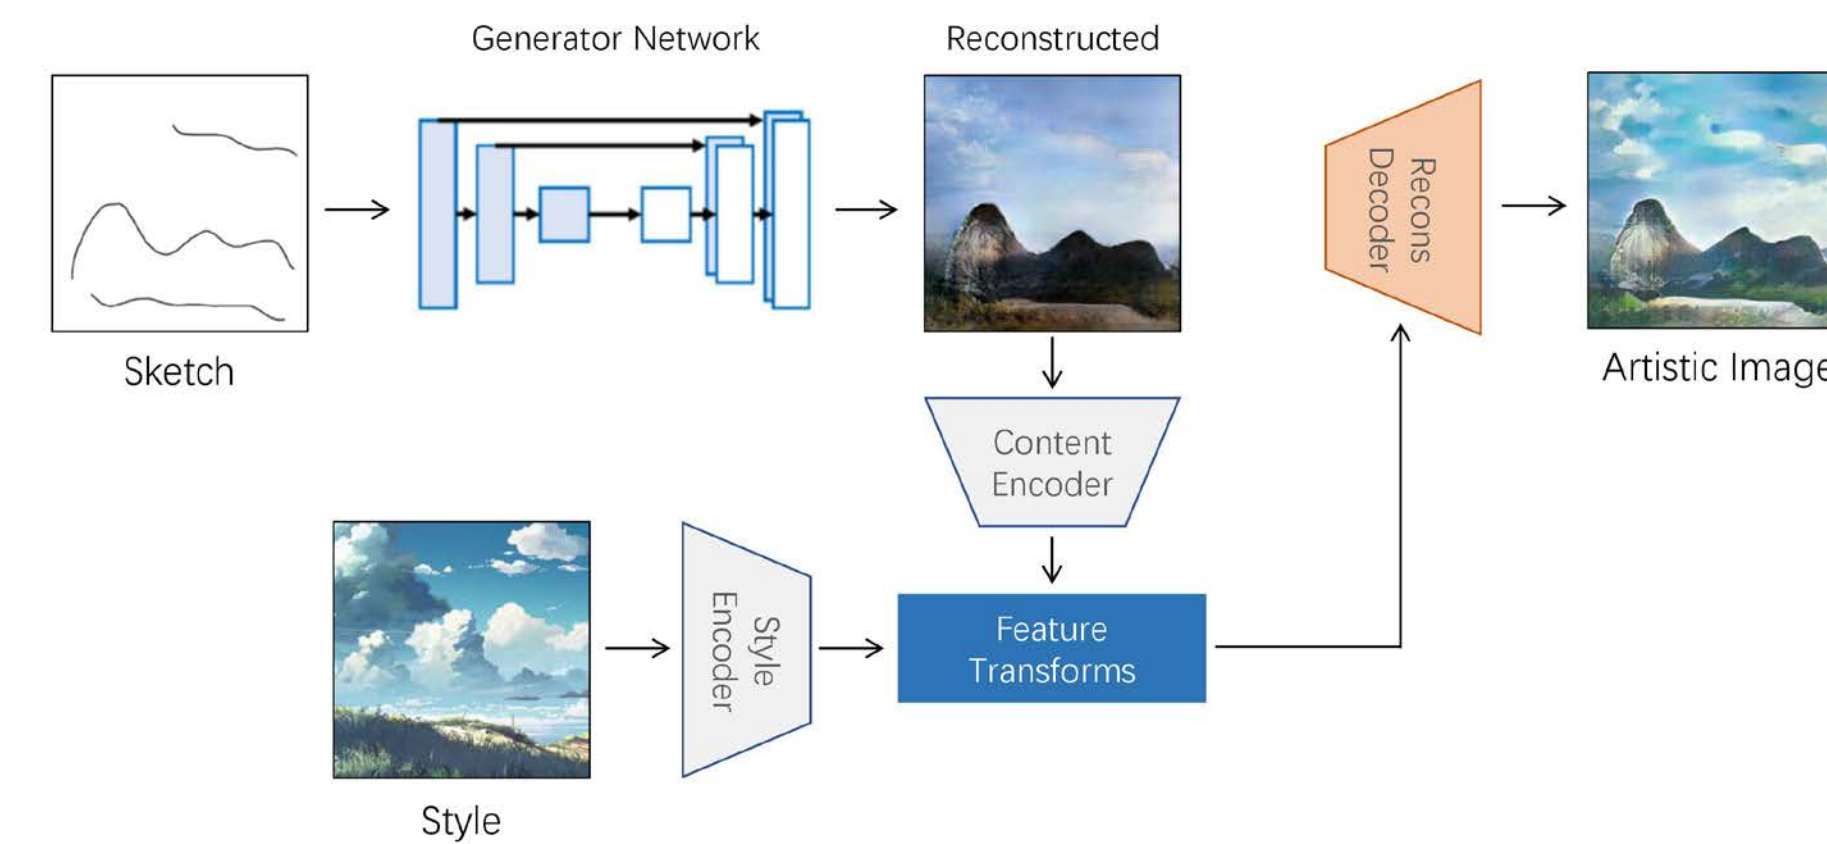 Generator Network
Reconstructed
Sketch
Recons
Decoder
Artistic Image
Content
Encoder
Style
Encoder
Feature
Transforms
Style